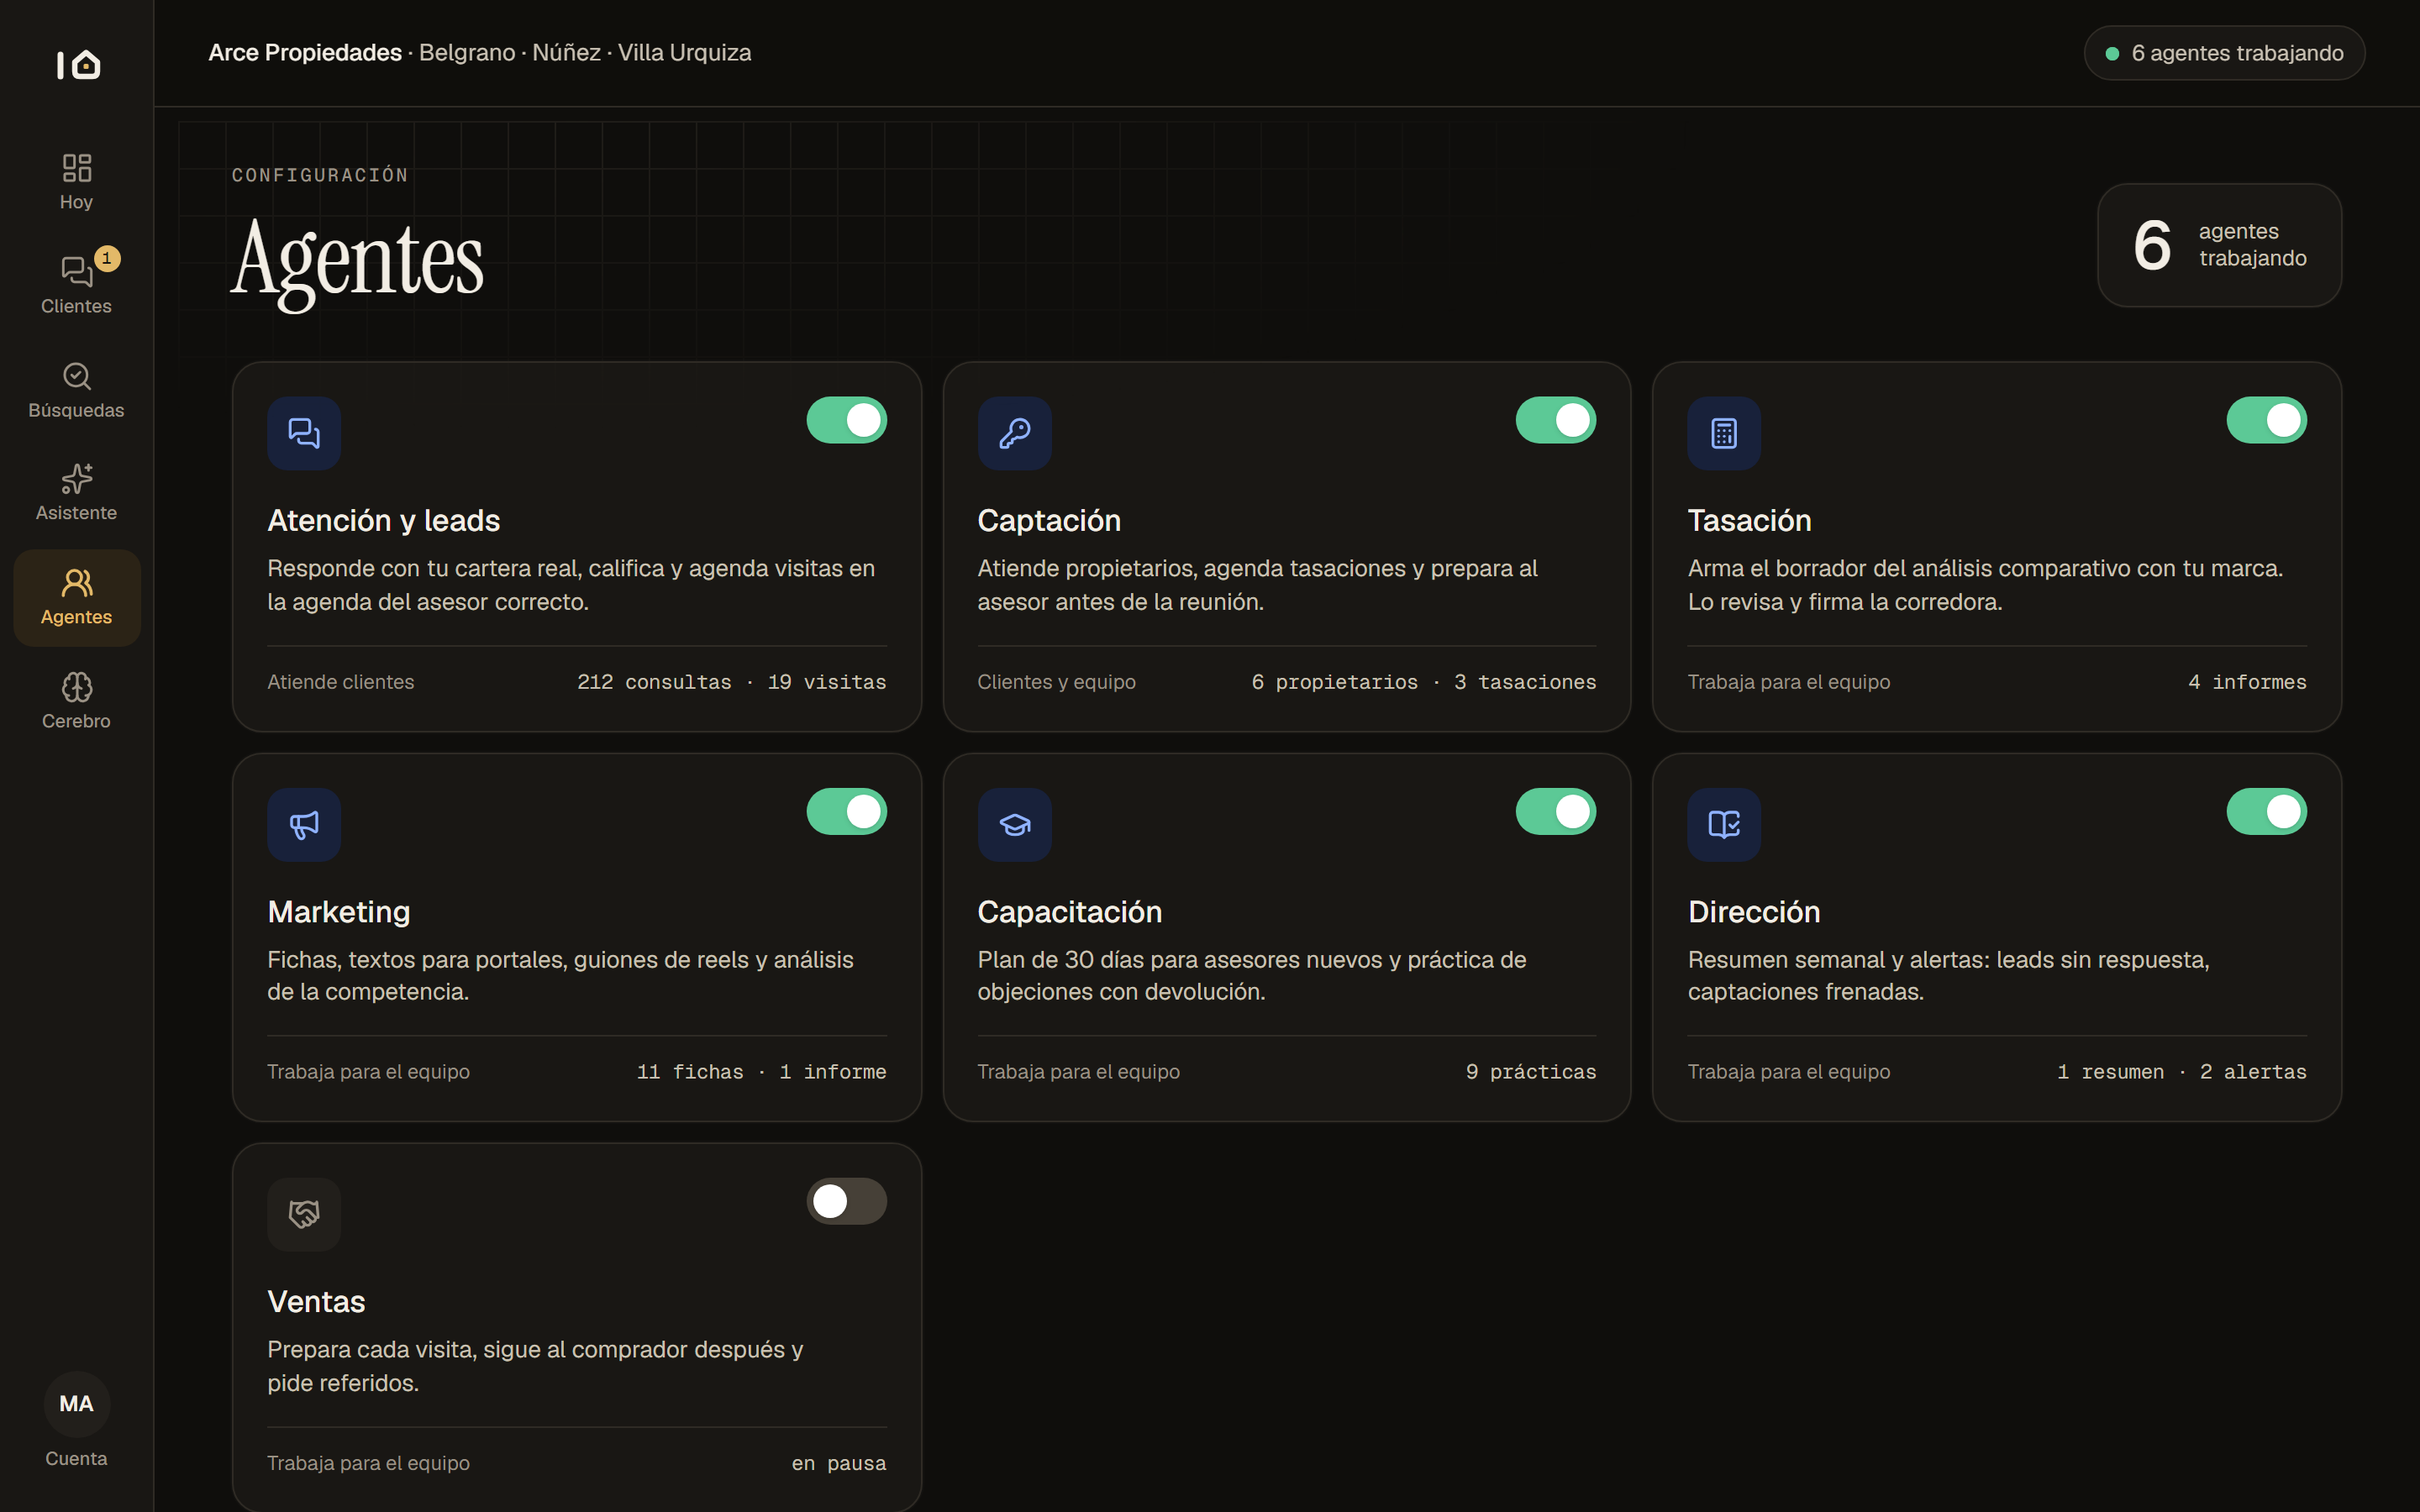 Arce Propiedades · Belgrano · Núñez · Villa Urquiza
6 agentes trabajando
Hoy
1
Clientes
Búsquedas
Asistente
Agentes
Cerebro
MA
Cuenta
CONFIGURACIÓN
Agentes
6
agentes
trabajando
Atención y leads
Responde con tu cartera real, califica y agenda visitas en
la agenda del asesor correcto.
Atiende clientes
212 consultas · 19 visitas
Captación
Atiende propietarios, agenda tasaciones y prepara al
asesor antes de la reunión.
Clientes y equipo
6 propietarios · 3 tasaciones
Tasación
Arma el borrador del análisis comparativo con tu marca.
Lo revisa y firma la corredora.
Trabaja para el equipo
4 informes
Marketing
Fichas, textos para portales, guiones de reels y análisis
de la competencia.
Trabaja para el equipo
11 fichas · 1 informe
Capacitación
Plan de 30 días para asesores nuevos y práctica de
objeciones con devolución.
Trabaja para el equipo
9 prácticas
Dirección
Resumen semanal y alertas: leads sin respuesta,
captaciones frenadas.
Trabaja para el equipo
1 resumen · 2 alertas
Ventas
Prepara cada visita, sigue al comprador después y
pide referidos.
Trabaja para el equipo
en pausa